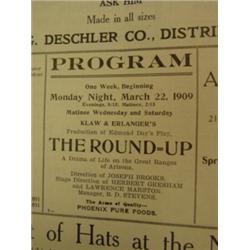 ASK HIM
Made in all sizes
G. DESCHLER CO., DISTRI
PROGRAM
One Week, Beginning
Monday Night, March 22, 1909
Evenings, 8:15 Matinee, 2:15
Matinee Wednesday and Saturday
KLAW & ERLANGER'S
Production of Edmund Day's Play,
THE ROUND-UP
A Drama of Life on the Great Ranges
of Arizona.
Direction of JOSEPH BROOKS.
Stage Direction of HERBERT GRESHAM
and LAWRENCE MARSTON.
Manager, B. D. STEVENS.
The Acme of Quality—
PHOENIX PURE FOODS.
t of Hats at the N
A
21
Spr